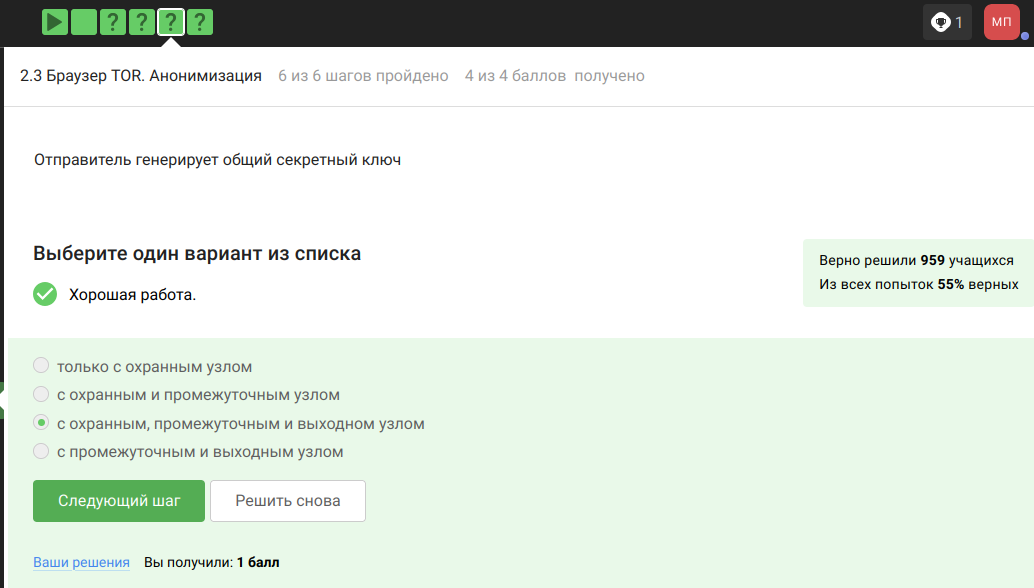 ? ? ? ?
1
МП
2.3 Браузер TOR. Анонимизация 6 из 6 шагов пройдено 4 из 4 баллов получено
Отправитель генерирует общий секретный ключ
Выберите один вариант из списка
Верно решили 959 учащихся
Из всех попыток 55% верных
Хорошая работа.
только с охранным узлом
с охранным и промежуточным узлом
с охранным, промежуточным и выходном узлом
с промежуточным и выходным узлом
Следующий шаг Решить снова
Ваши решения Вы получили: 1 балл